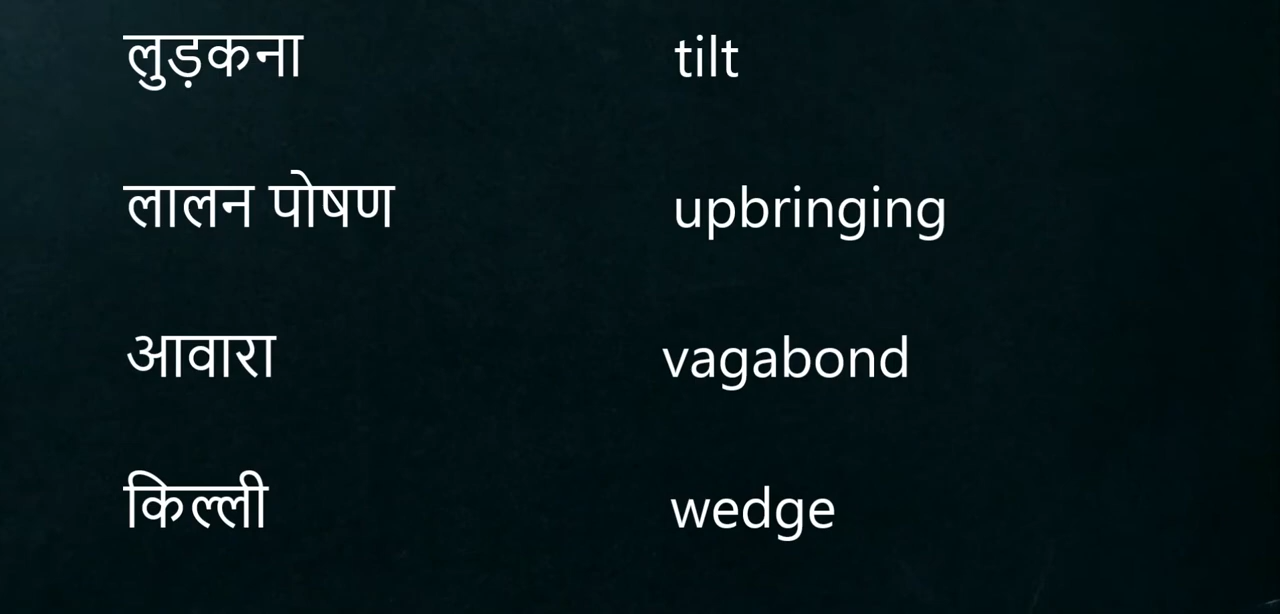 लुड़कना tilt
लालन पोषण upbringing
आवारा vagabond
किल्ली wedge